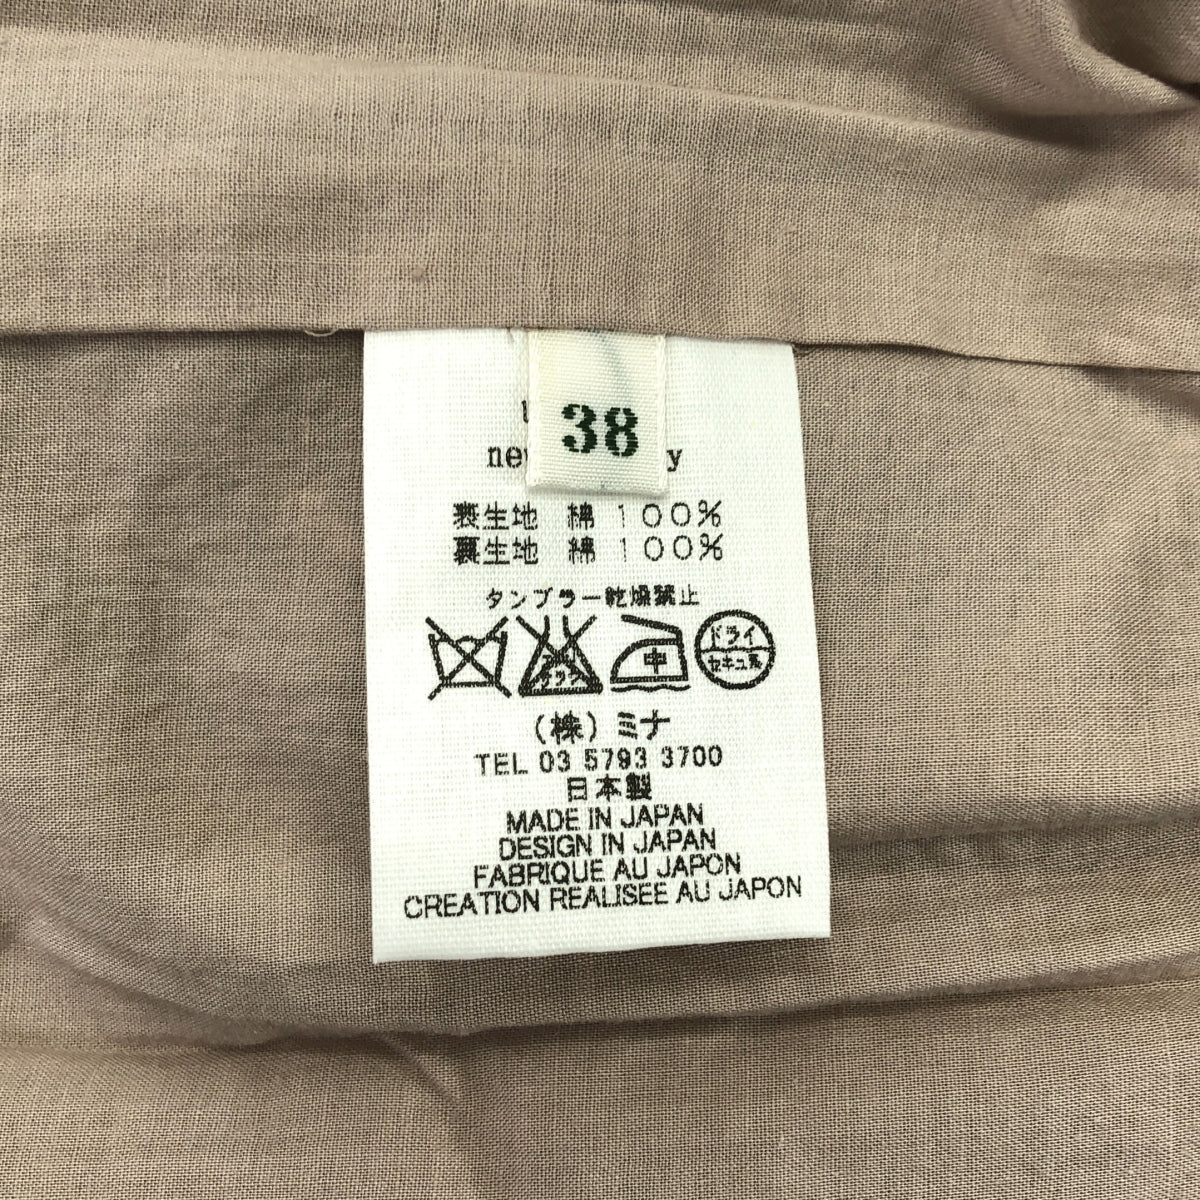 38
表生地 棉 100%
裏生地 綿 100%
タンブラー乾燥禁止
中
ドライ
セキュ系
(株)ミナ
TEL 03 5793 3700
日本製
MADE IN JAPAN
DESIGN IN JAPAN
FABRIQUE AU JAPON
CREATION REALISEE AU JAPON